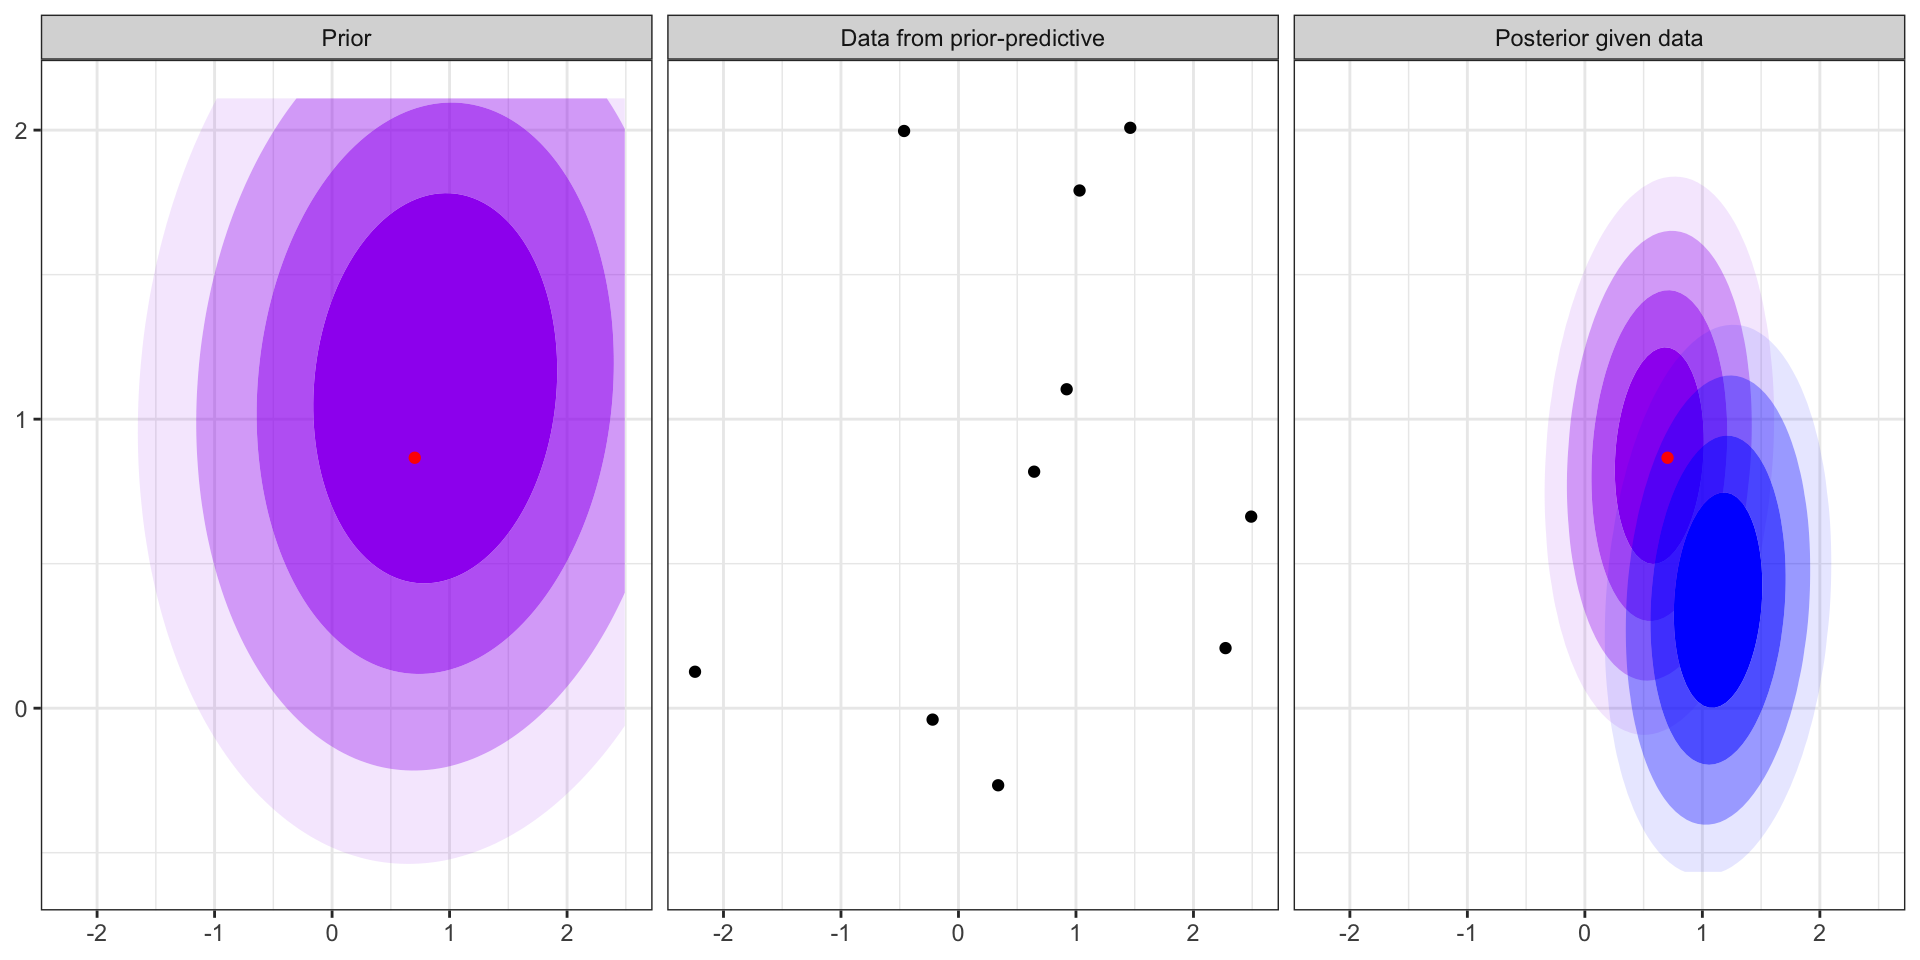 Prior
Data from prior-predictive
Posterior given data
2
1
0
-2 -1 0 1 2
-2 -1 0 1 2
-2 -1 0 1 2